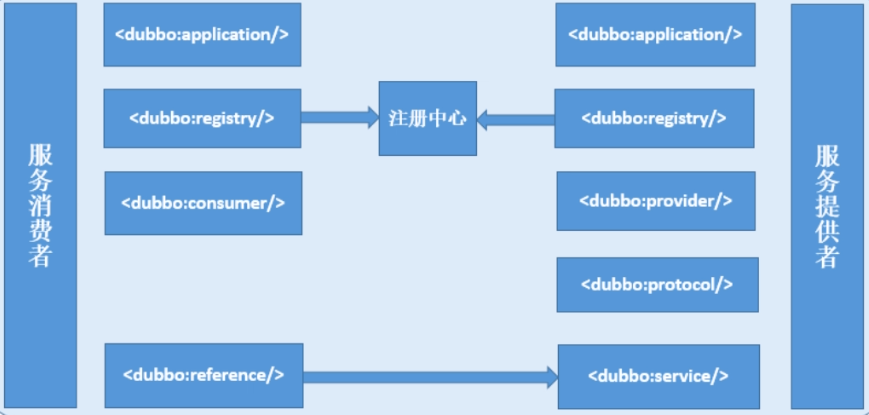 服务消费者
<dubbo:application/>
<dubbo:registry/>
<dubbo:consumer/>
<dubbo:reference/>
注册中心
<dubbo:application/>
<dubbo:registry/>
<dubbo:provider/>
<dubbo:protocol/>
<dubbo:service/>
服务提供者